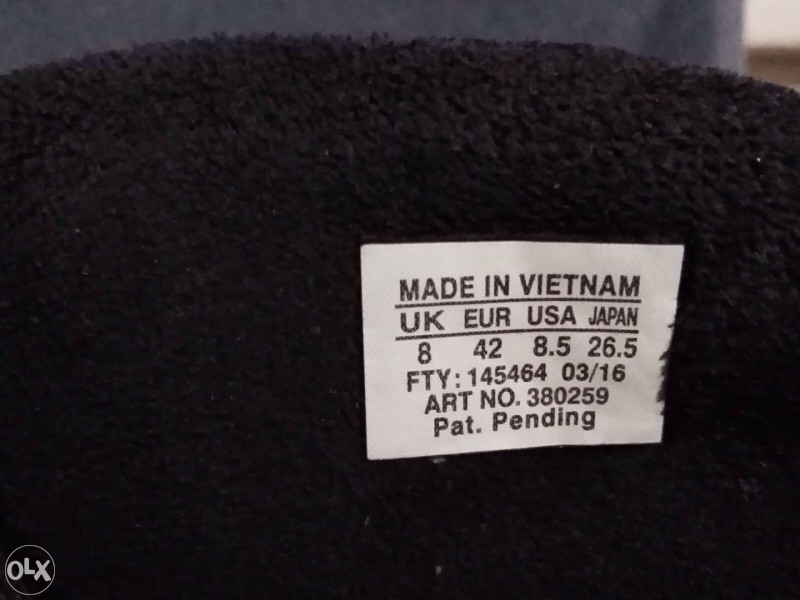 MADE IN VIETNAM
UK EUR USA JAPAN
8 42 8.5 26.5
FTY: 145464 03/16
ART NO. 380259
Pat. Pending
OLX